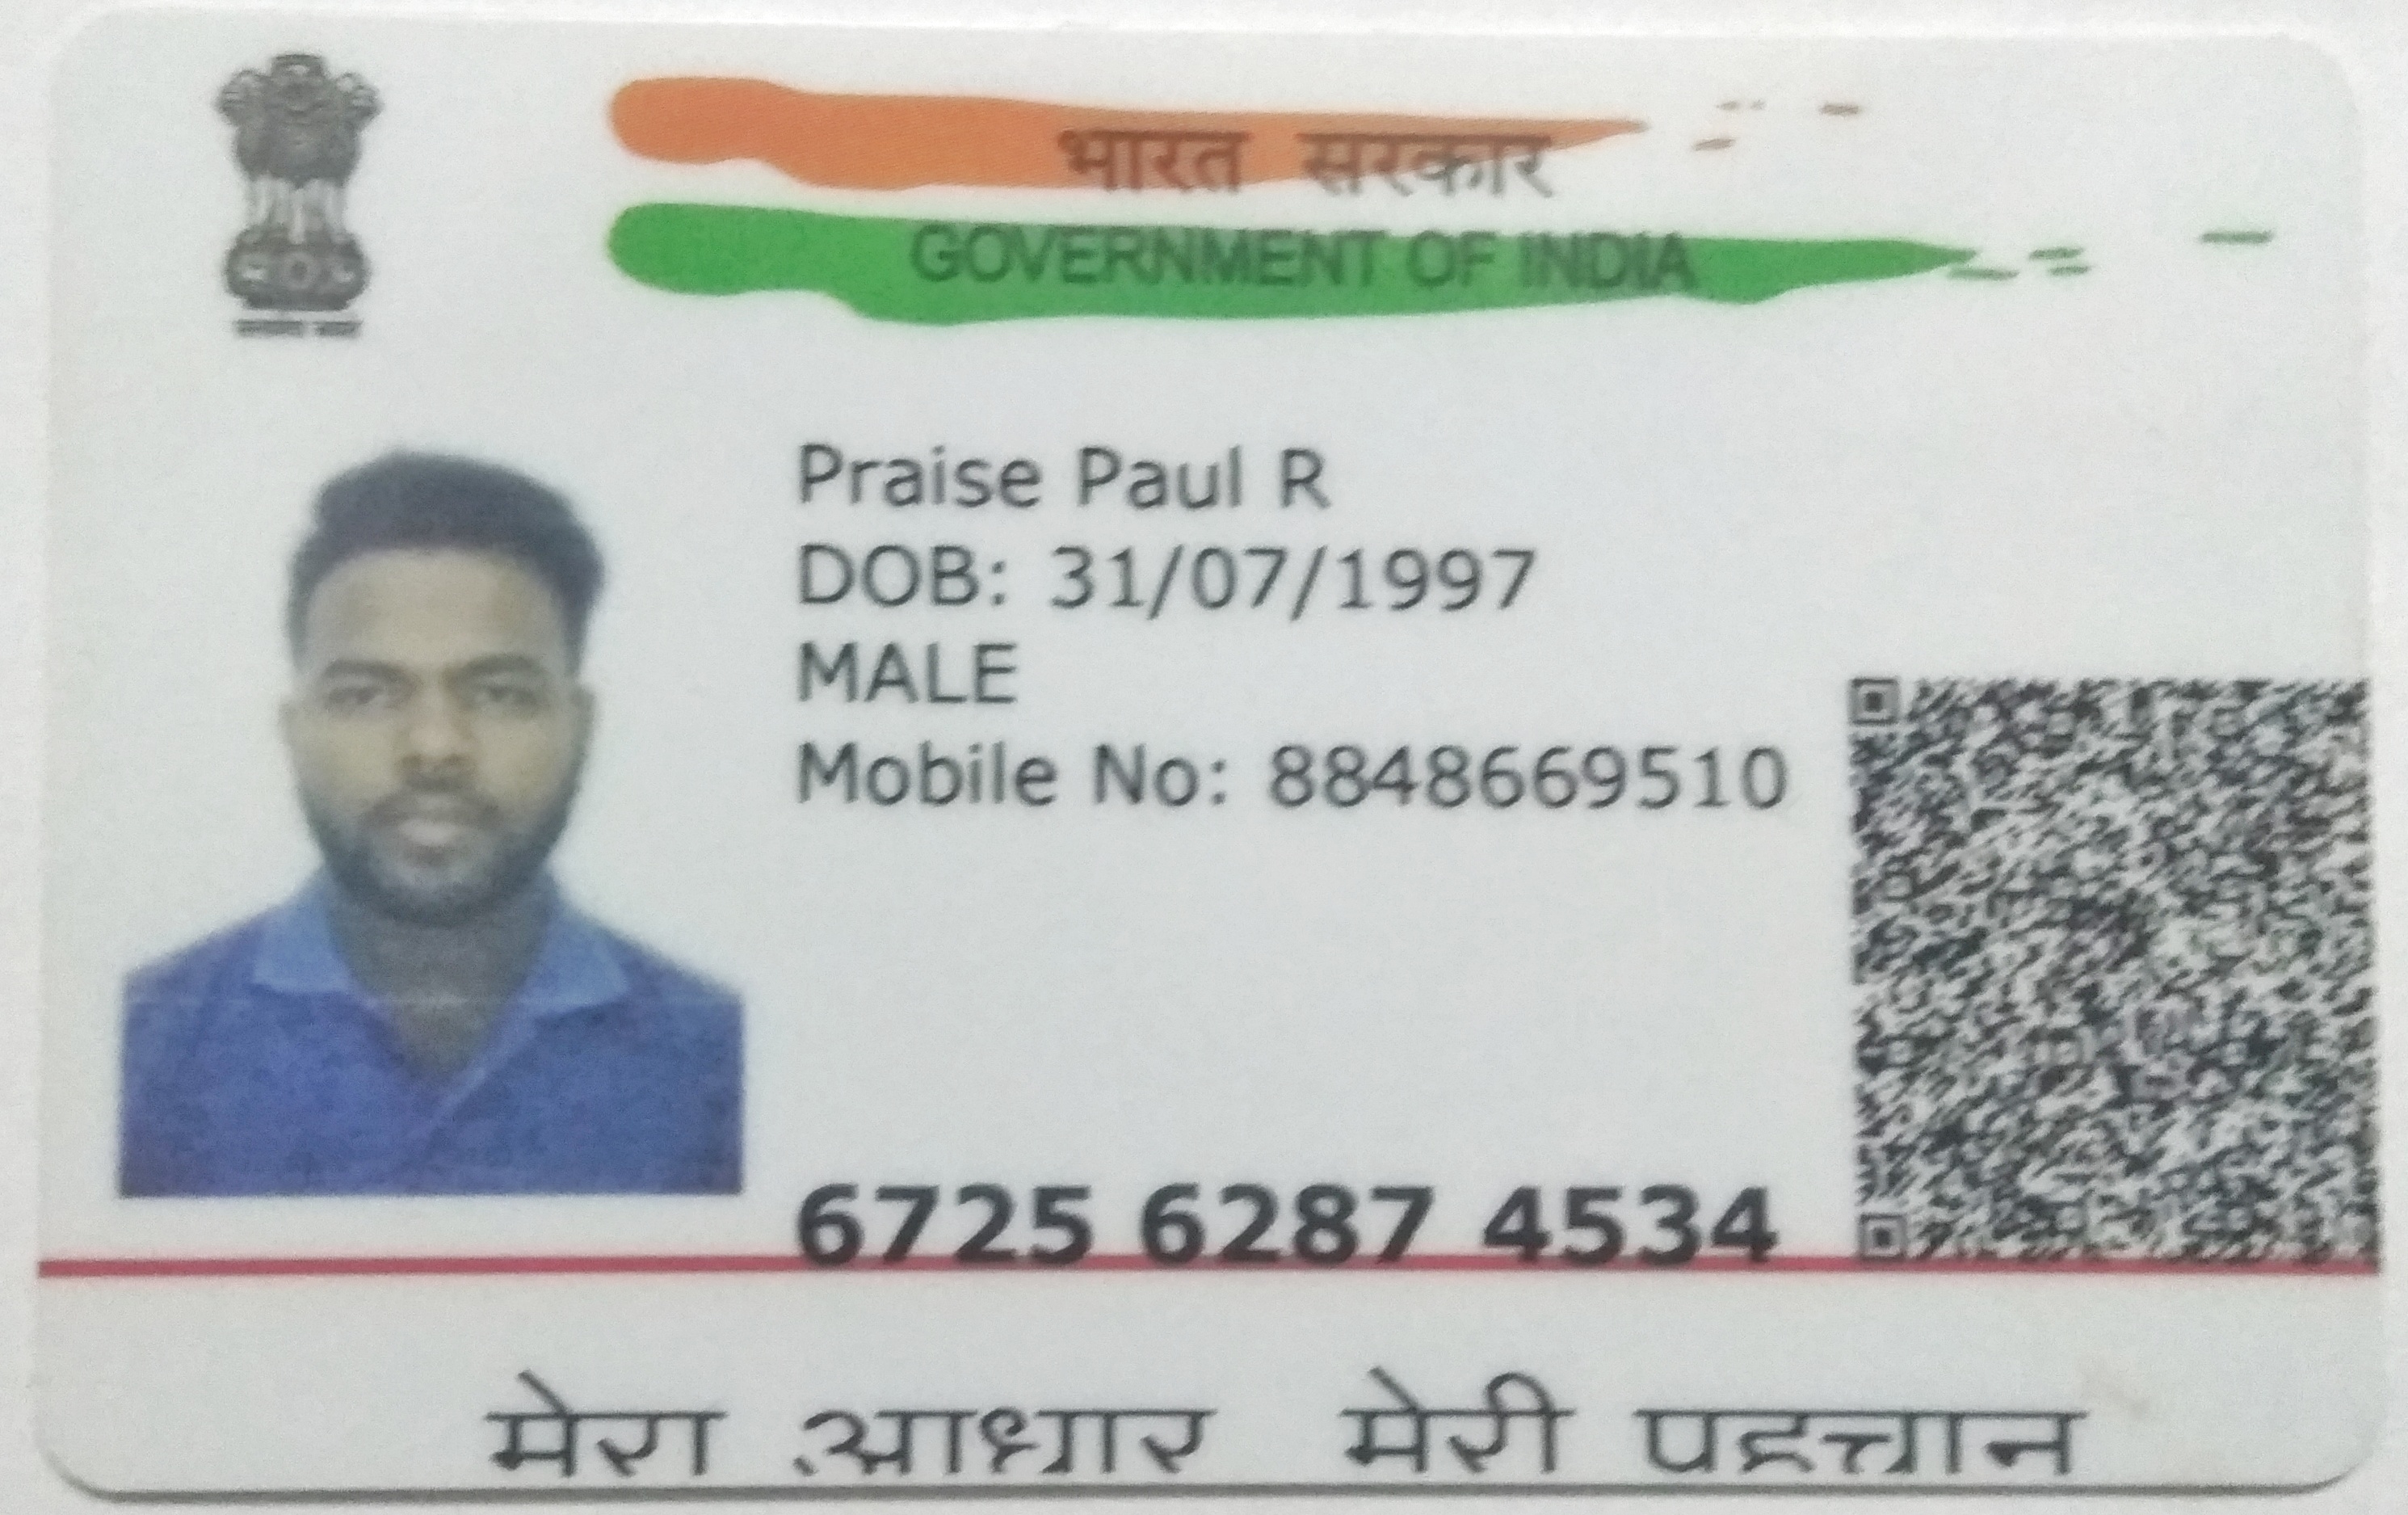 भारत सरकार
GOVERNMENT OF INDIA
Praise Paul R
DOB: 31/07/1997
MALE
Mobile No: 8848669510
6725 6287 4534
मेरा आधार मेरी पहचान